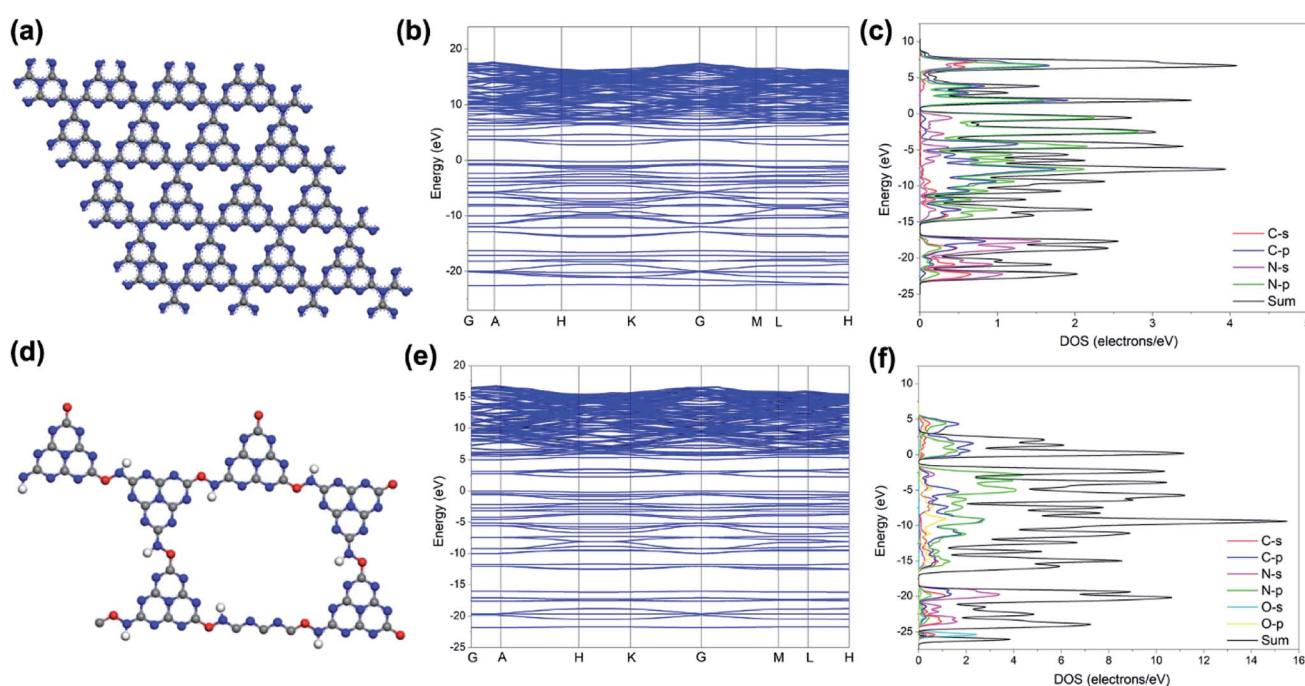 (a)
(b)
20
10
0
-10
-20
Energy (eV)
G A H K G M L H
(c)
10
5
0
-5
-10
-15
-20
-25
Energy (eV)
C-s
C-p
N-s
N-p
Sum
0 1 2 3 4
DOS (electrons/eV)
(d)
(e)
20
15
10
5
0
-5
-10
-15
-20
-25
Energy (eV)
G A H K G M L H
(f)
10
5
0
-5
-10
-15
-20
-25
Energy (eV)
C-s
C-p
N-s
N-p
O-s
O-p
Sum
0 2 4 6 8 10 12 14 16
DOS (electrons/eV)